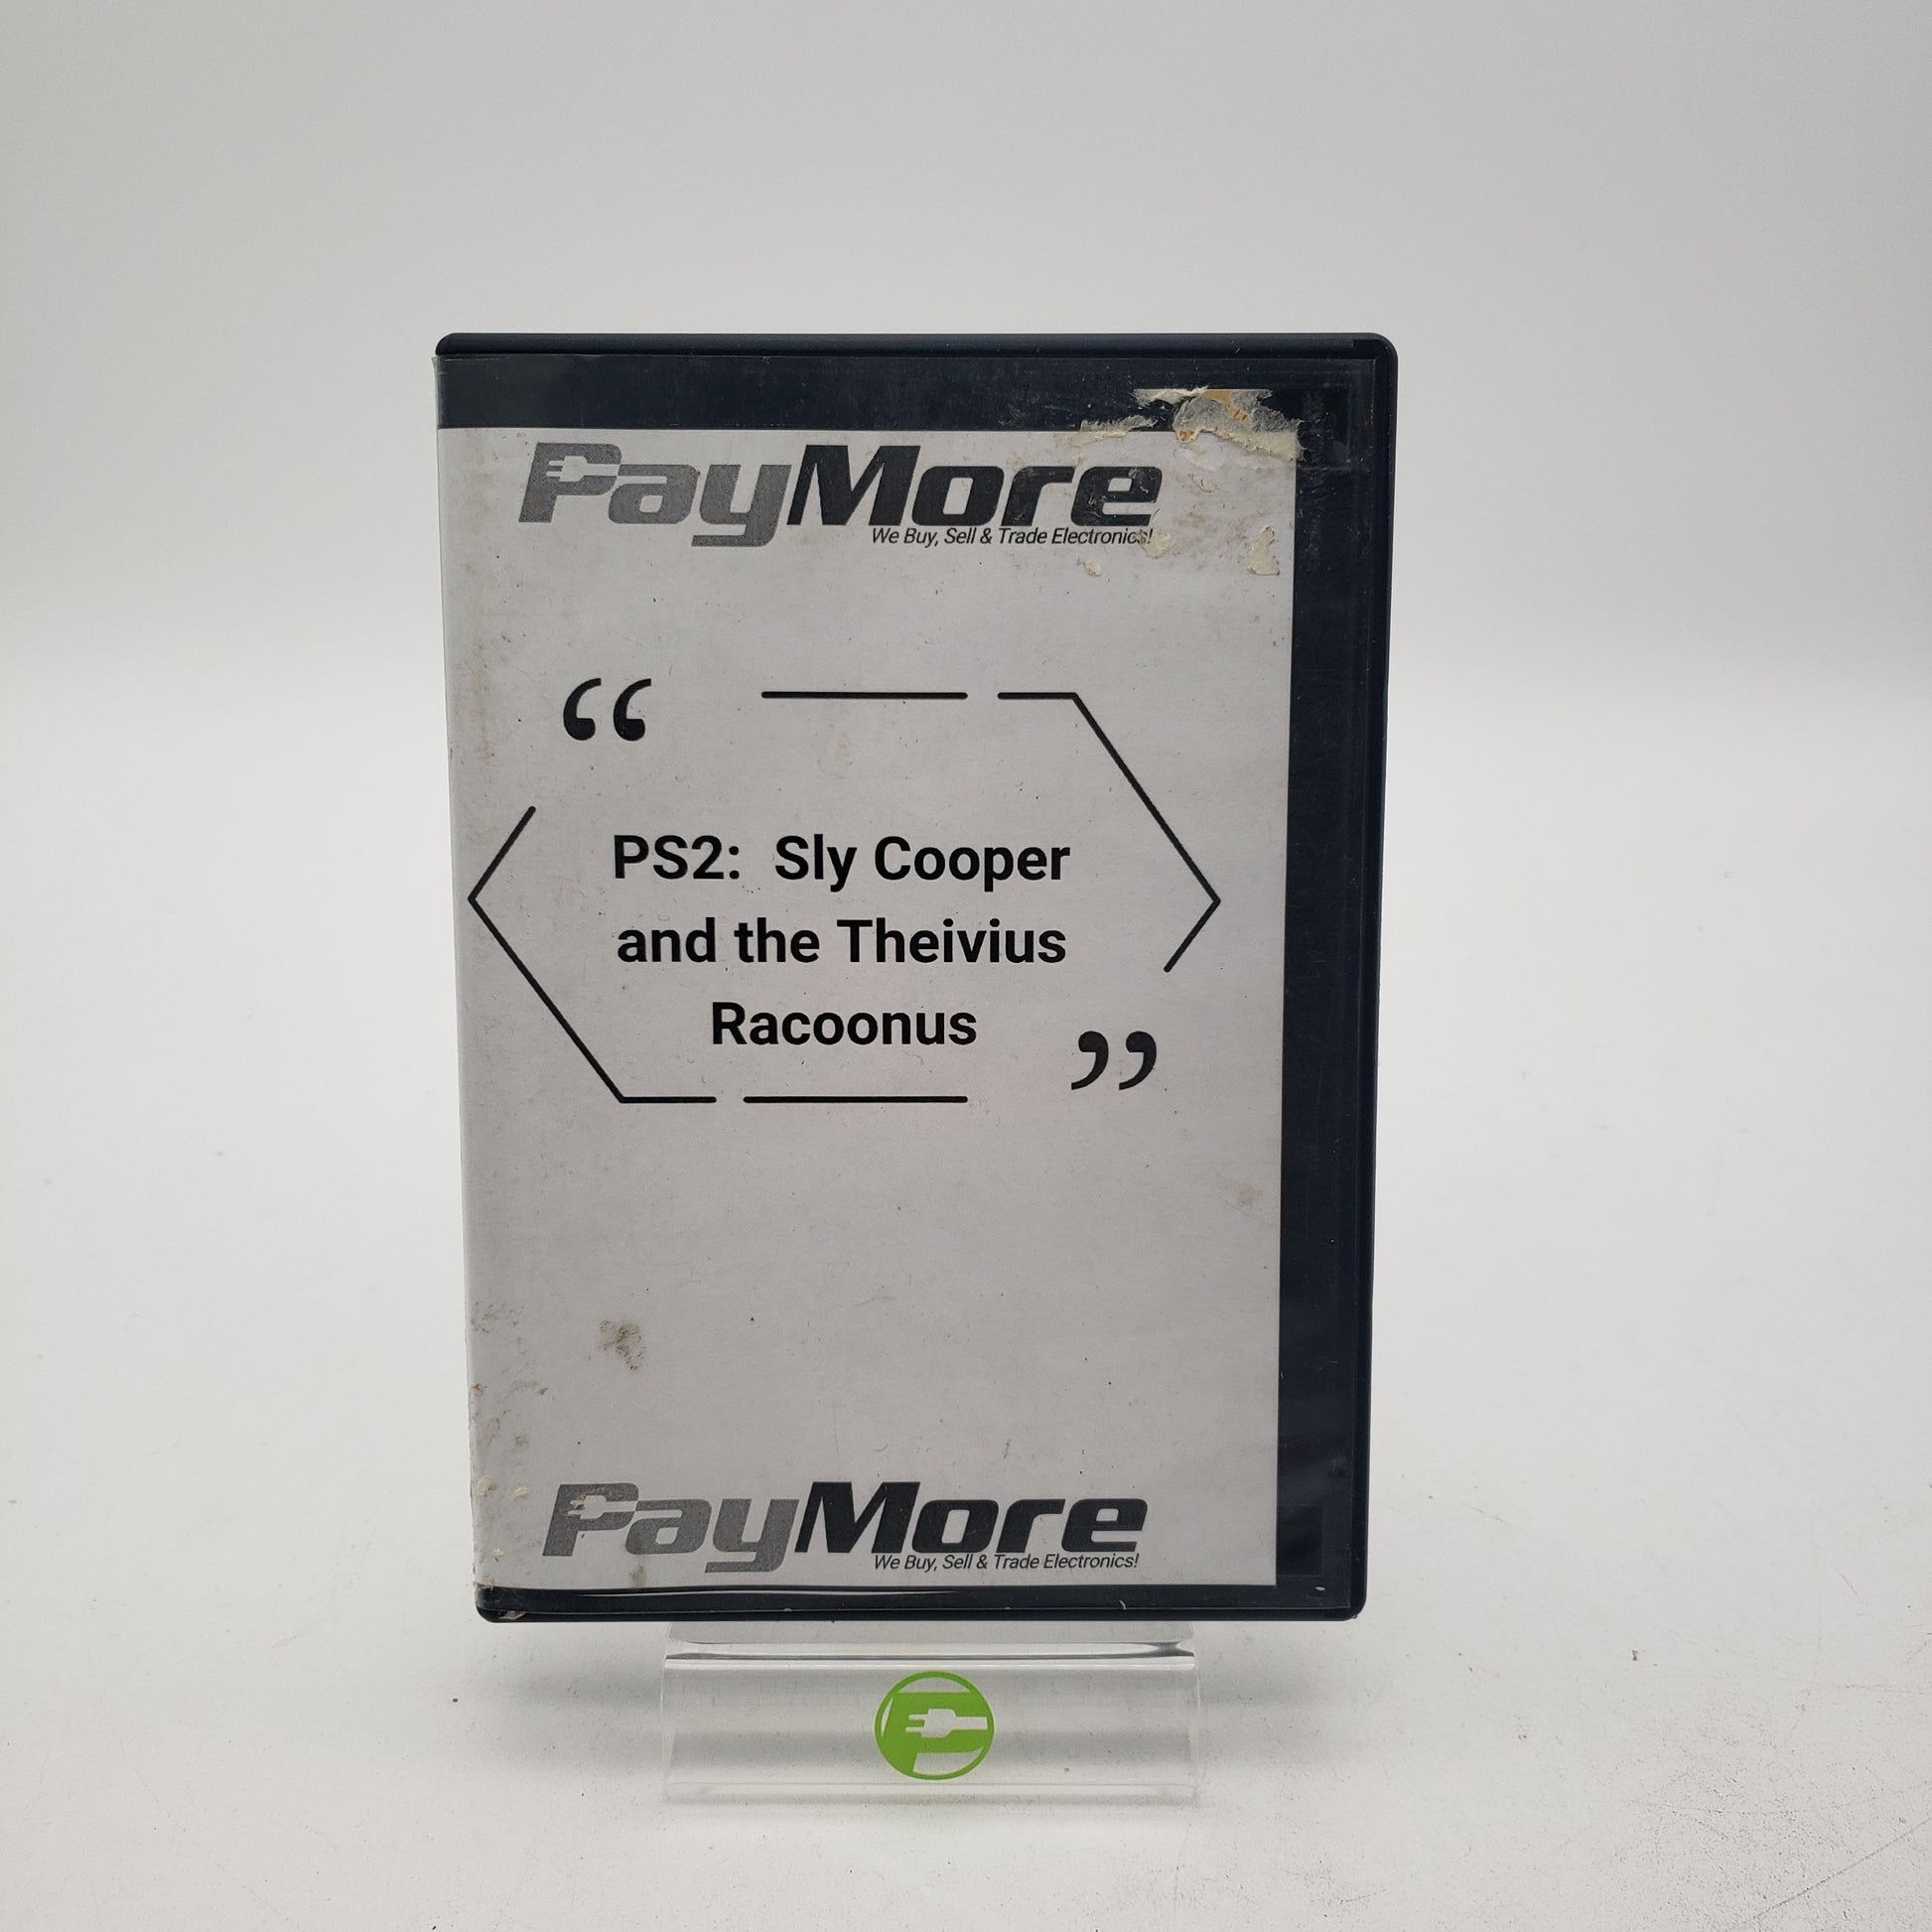 PayMore
We Buy, Sell & Trade Electronics!
“
PS2: Sly Cooper
and the Theivius
Racoonus
”
PayMore
We Buy, Sell & Trade Electronics!